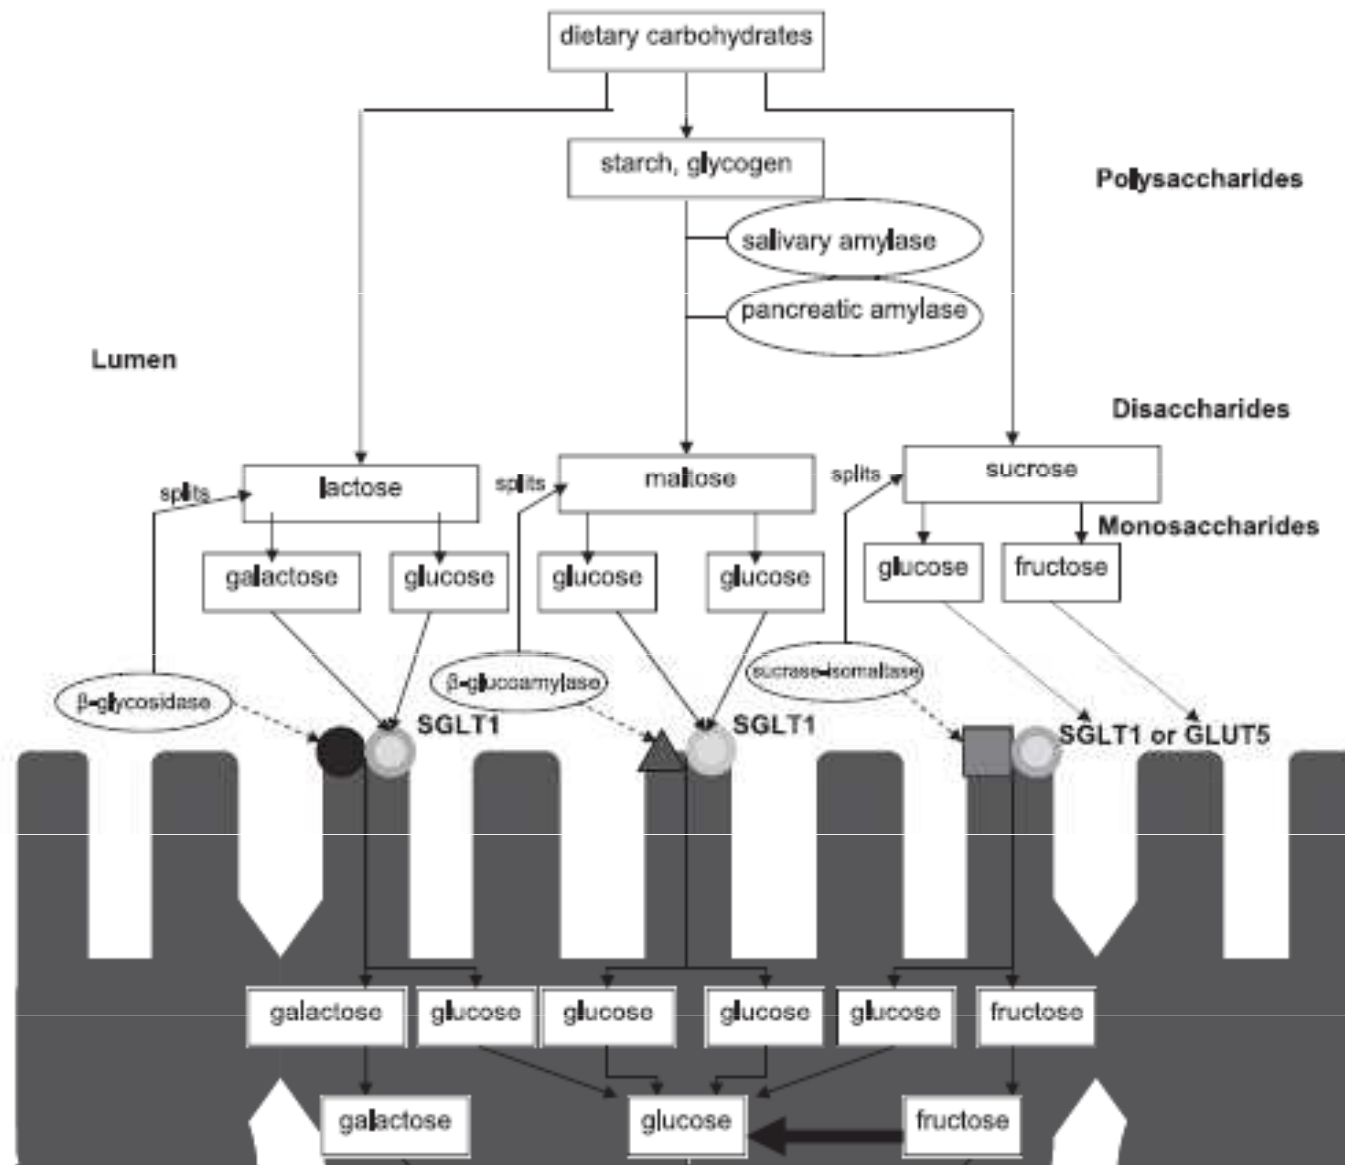 dietary carbohydrates
starch, glycogen
Polysaccharides
salivary amylase
pancreatic amylase
Lumen
Disaccharides
splits
lactose
splits
maltose
splits
sucrose
Monosaccharides
galactose
glucose
glucose
glucose
glucose
fructose
β-glycosidase
β-glucoamylase
sucrase-isomaltase
SGLT1
SGLT1
SGLT1 or GLUT5
galactose
glucose
glucose
glucose
glucose
fructose
galactose
glucose
fructose